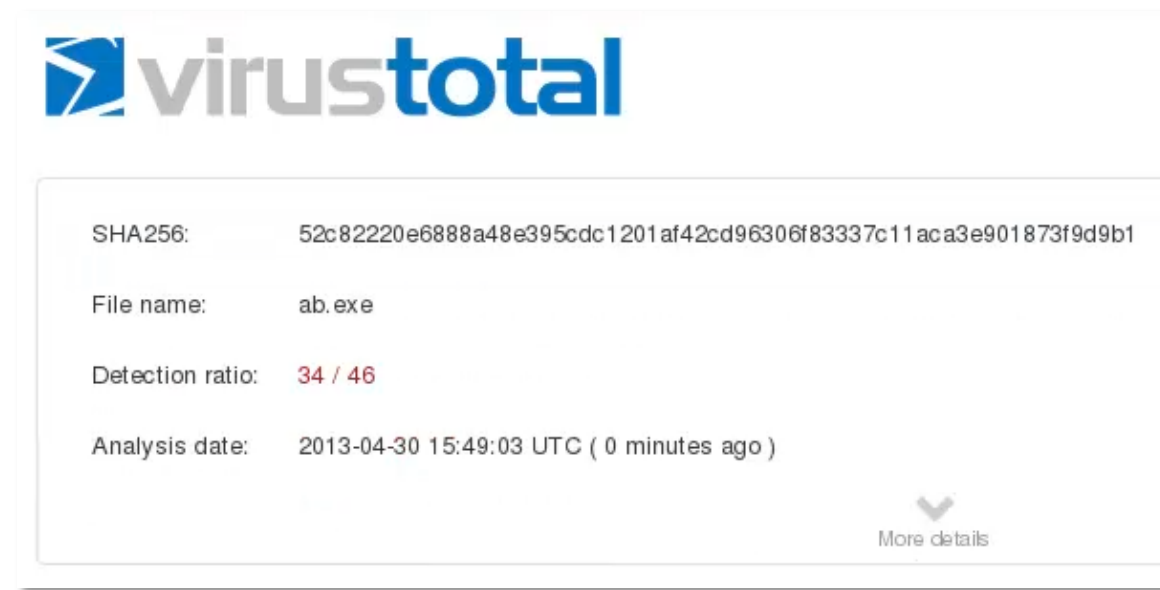 virustotal
SHA256: 52c82220e6888a48e395cdc1201af42cd96306f83337c11aca3e901873f9d9b1
File name: ab.exe
Detection ratio: 34 / 46
Analysis date: 2013-04-30 15:49:03 UTC ( 0 minutes ago )
More details